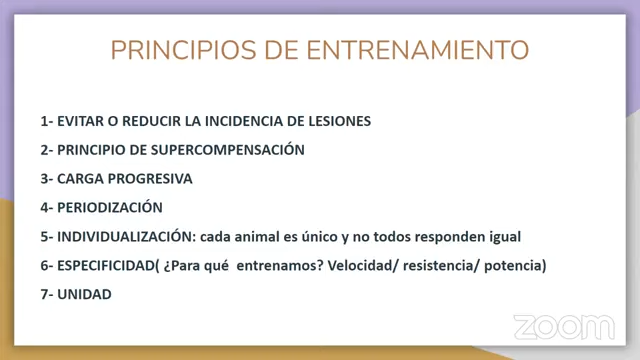 PRINCIPIOS DE ENTRENAMIENTO
1- EVITAR O REDUCIR LA INCIDENCIA DE LESIONES
2- PRINCIPIO DE SUPERCOMPENSACIÓN
3- CARGA PROGRESIVA
4- PERIODIZACIÓN
5- INDIVIDUALIZACIÓN: cada animal es único y no todos responden igual
6- ESPECIFICIDAD( ¿Para qué  entrenamos? Velocidad/ resistencia/ potencia)
7- UNIDAD
zoom